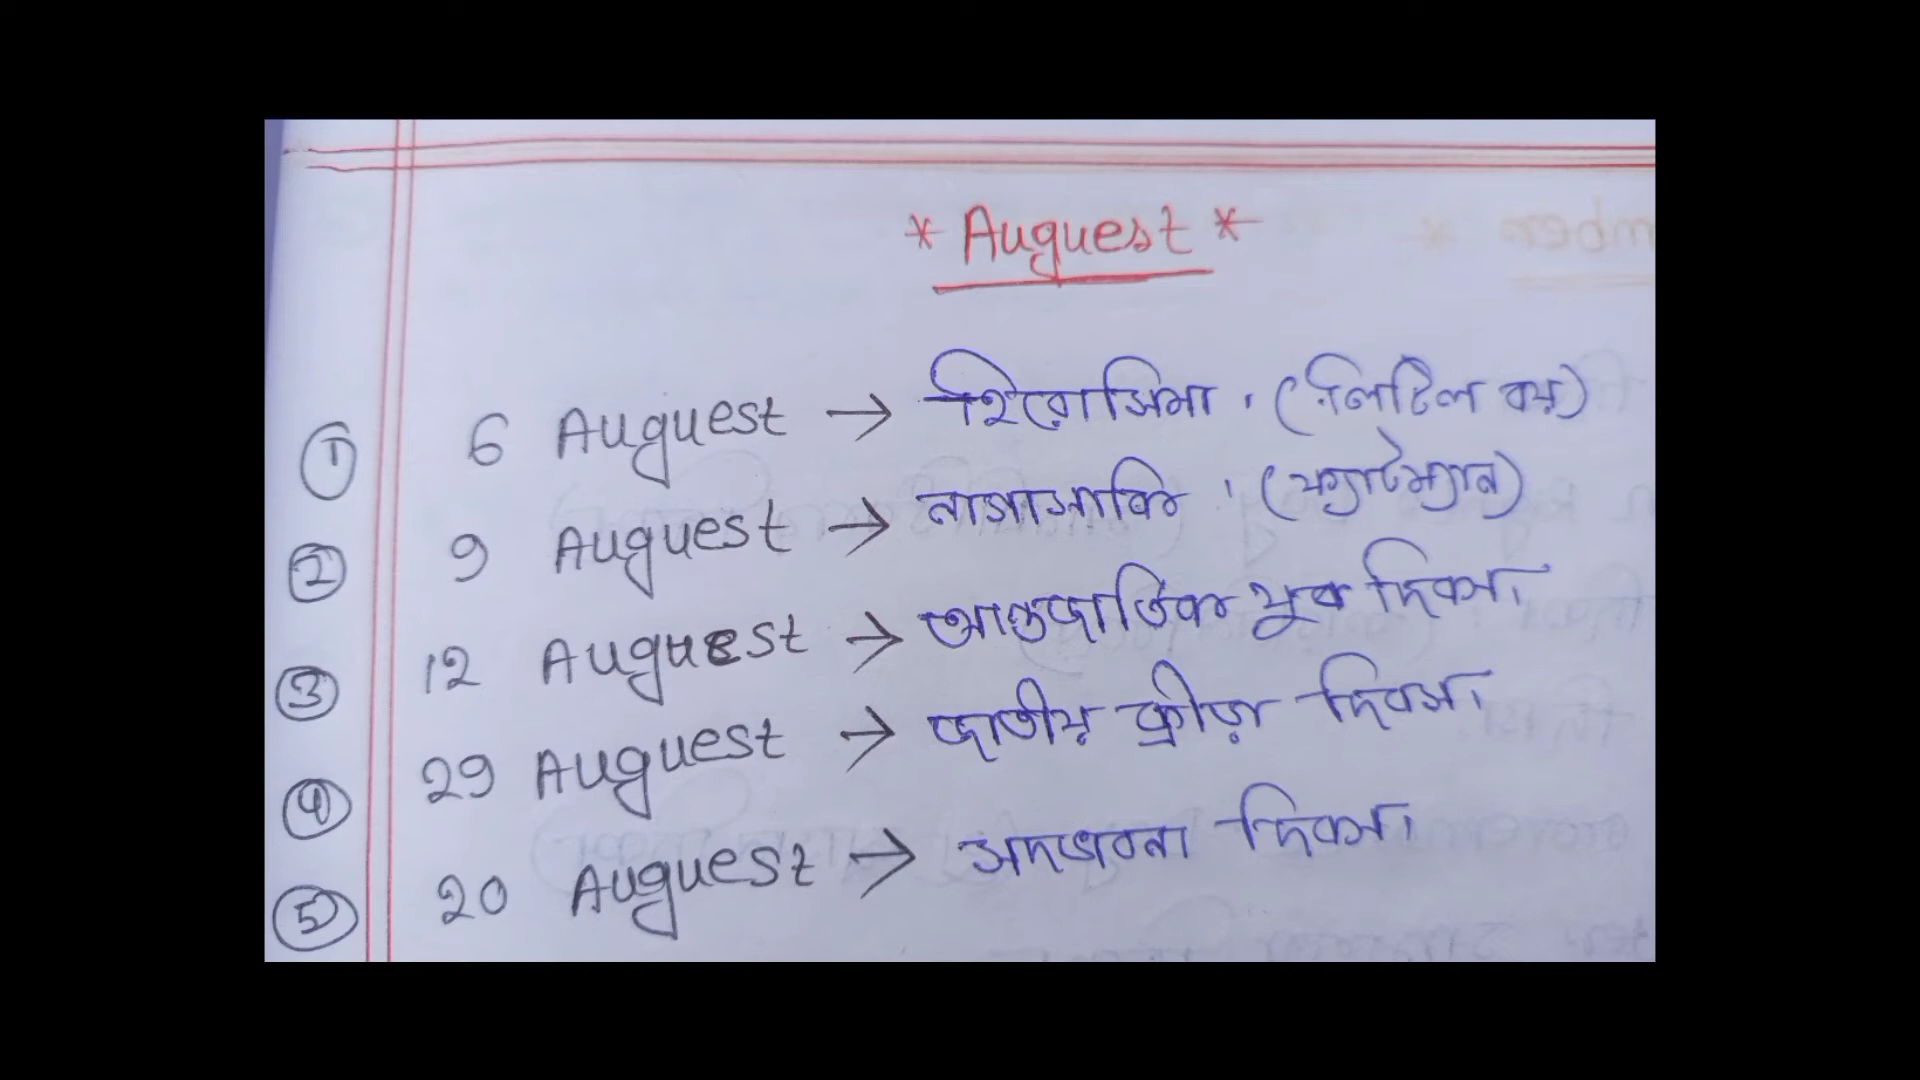 * Auguest *
① 6 Auguest → হিরোসিমা। (লিটিল বয়)
② 9 Auguest → নাগাসাকি। (ফ্যাটম্যান)
③ 12 Auguest → আন্তজার্তিক যুব দিবস।
④ 29 Auguest → জাতীয় ক্রীড়া দিবস।
⑤ 20 Auguest → সদভাবনা দিবস।